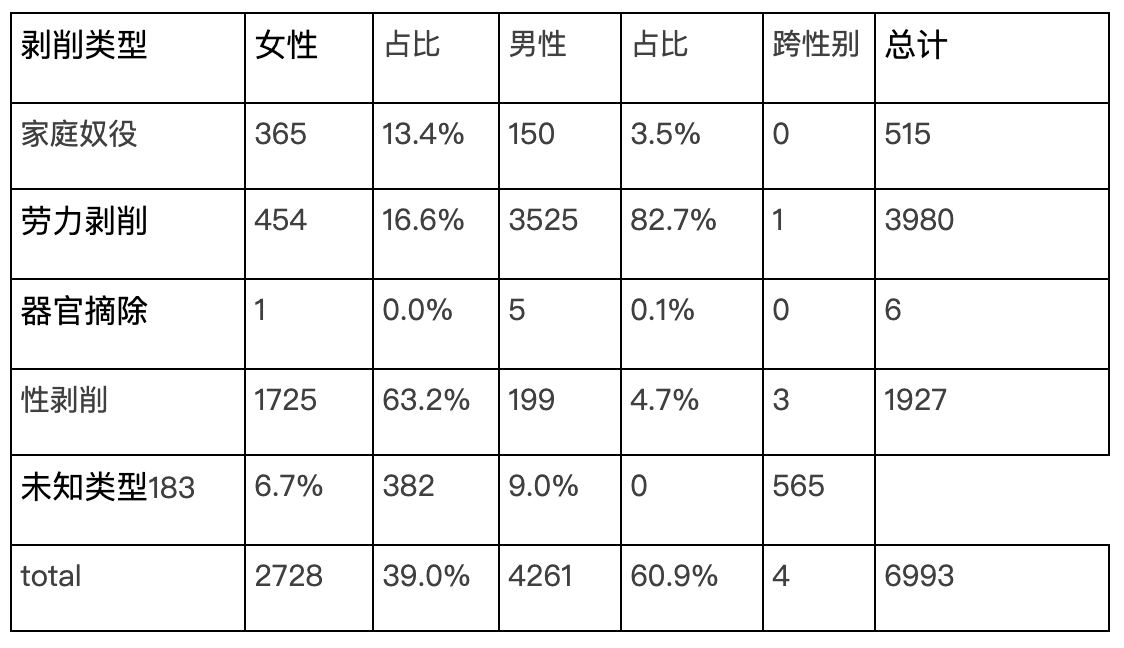 剥削类型 女性 占比 男性 占比 跨性别 总计
家庭奴役 365 13.4% 150 3.5% 0 515
劳力剥削 454 16.6% 3525 82.7% 1 3980
器官摘除 1 0.0% 5 0.1% 0 6
性剥削 1725 63.2% 199 4.7% 3 1927
未知类型183 6.7% 382 9.0% 0 565
total 2728 39.0% 4261 60.9% 4 6993